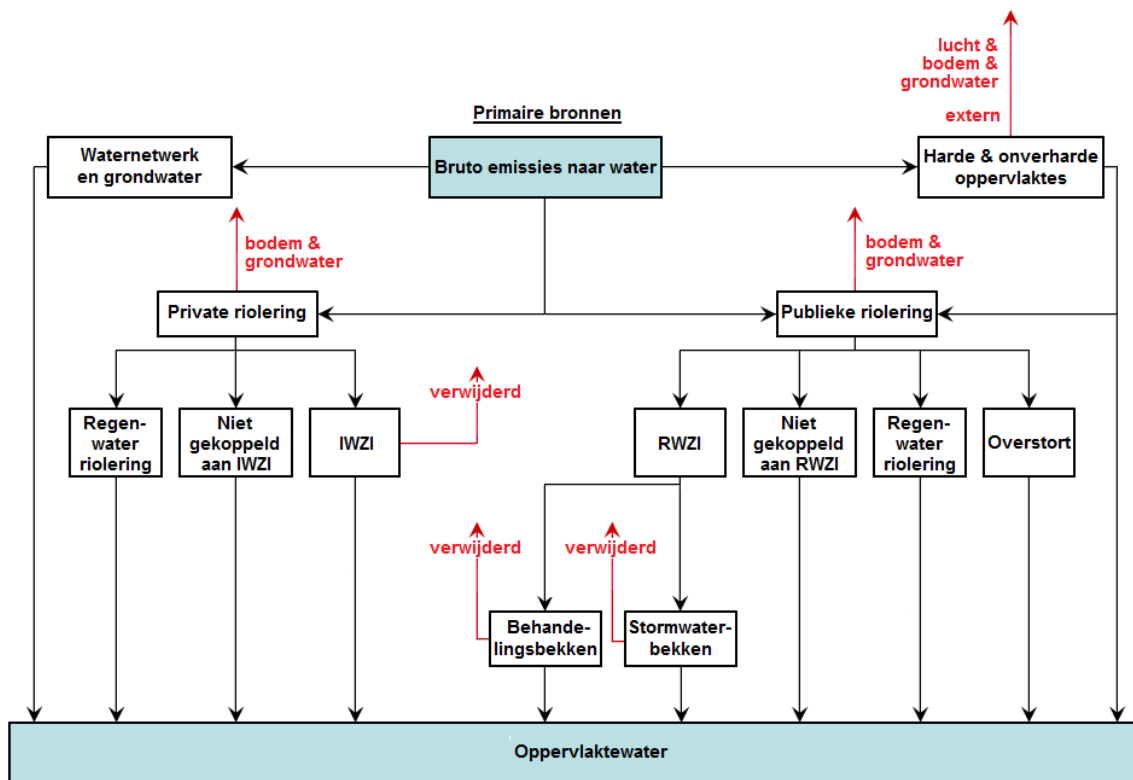 lucht &
bodem &
grondwater
extern
Primaire bronnen
Waternetwerk
en grondwater
Bruto emissies naar water
Harde & onverharde
oppervlaktes
bodem &
grondwater
bodem &
grondwater
Private riolering
Publieke riolering
verwijderd
Regen-
water
riolering
Niet
gekoppeld
aan IWZI
IWZI
RWZI
Niet
gekoppeld
aan RWZI
Regen-
water
riolering
Overstort
verwijderd
verwijderd
Behande-
lingsbekken
Stormwater-
bekken
Oppervlaktewater